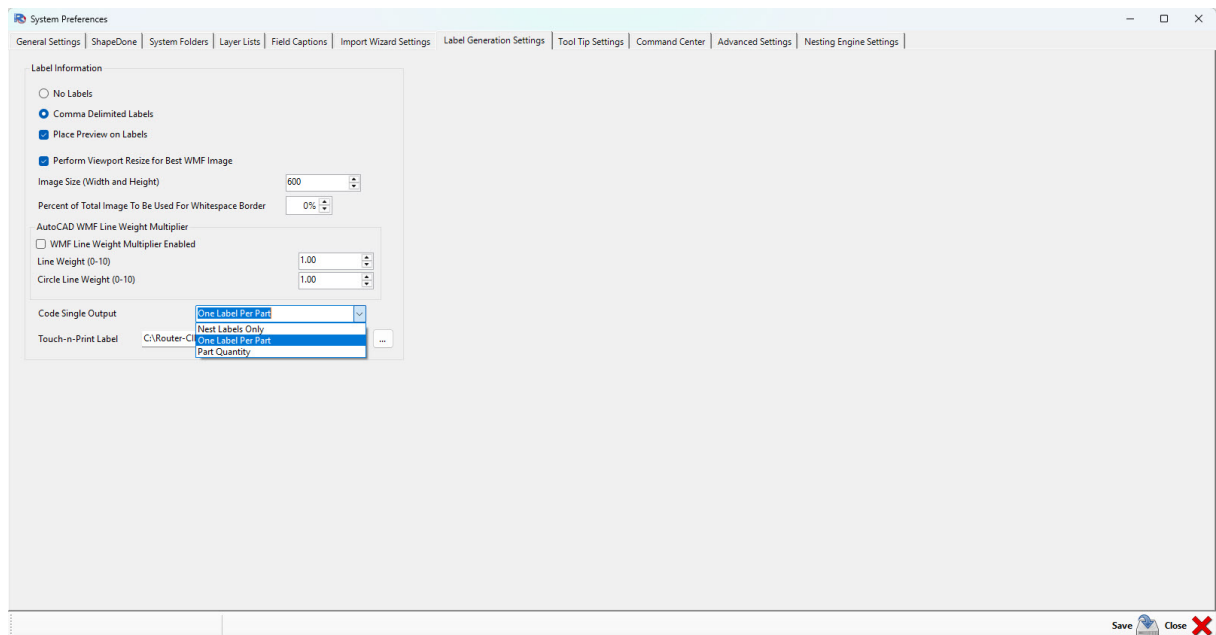 System Preferences
General Settings ShapeDone System Folders Layer Lists Field Captions Import Wizard Settings Label Generation Settings Tool Tip Settings Command Center Advanced Settings Nesting Engine Settings
Label Information
No Labels
Comma Delimited Labels
Place Preview on Labels
Perform Viewport Resize for Best WMF Image
Image Size (Width and Height) 600
Percent of Total Image To Be Used For Whitespace Border 0%
AutoCAD WMF Line Weight Multiplier
WMF Line Weight Multiplier Enabled
Line Weight (0-10) 1.00
Circle Line Weight (0-10) 1.00
Code Single Output One Label Per Part
Nest Labels Only
Touch-n-Print Label C:\Router-CI One Label Per Part ...
Part Quantity
Save Close